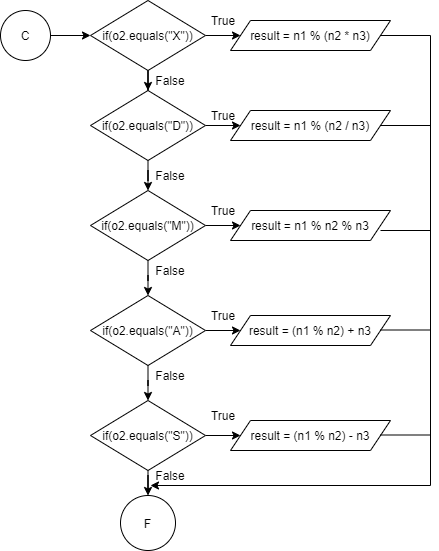 C
if(o2.equals("X"))
True
result = n1 % (n2 * n3)
False
if(o2.equals("D"))
True
result = n1 % (n2 / n3)
False
if(o2.equals("M"))
True
result = n1 % n2 % n3
False
if(o2.equals("A"))
True
result = (n1 % n2) + n3
False
if(o2.equals("S"))
True
result = (n1 % n2) - n3
False
F